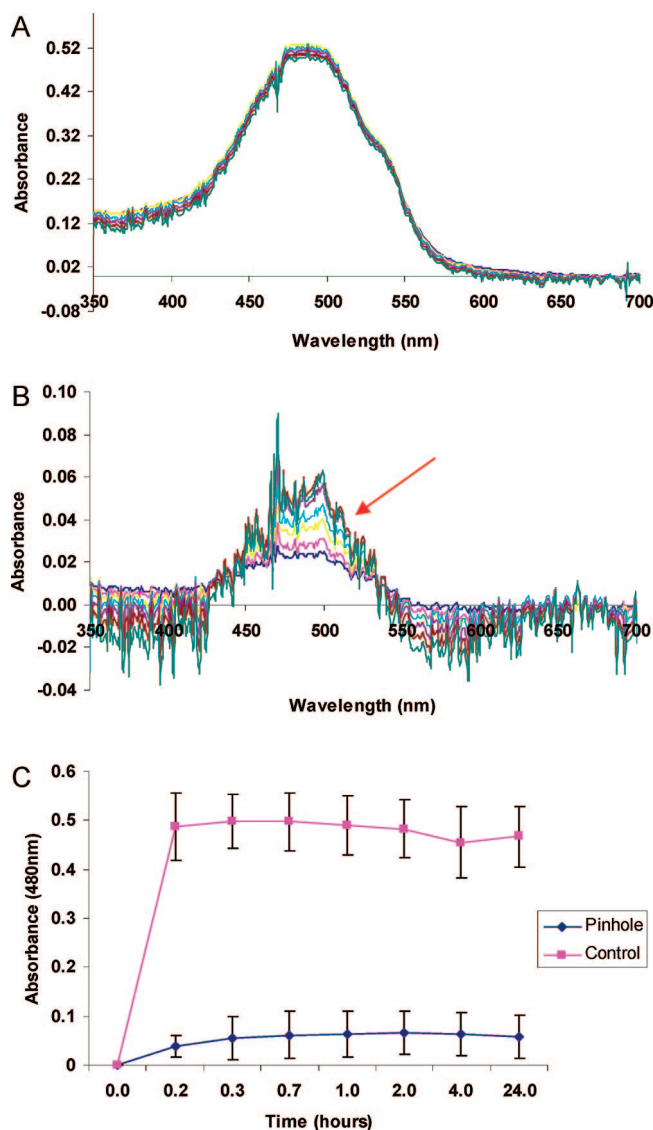 A
0.52
0.42
0.32
0.22
0.12
0.02
-0.08
Absorbance
350 400 450 500 550 600 650 700
Wavelength (nm)
B
0.10
0.08
0.06
0.04
0.02
0.00
-0.02
-0.04
Absorbance
350 400 450 500 550 600 650 700
Wavelength (nm)
C
0.6
0.5
0.4
0.3
0.2
0.1
0
Absorbance (480nm)
0.0 0.2 0.3 0.7 1.0 2.0 4.0 24.0
Time (hours)
Pinhole
Control